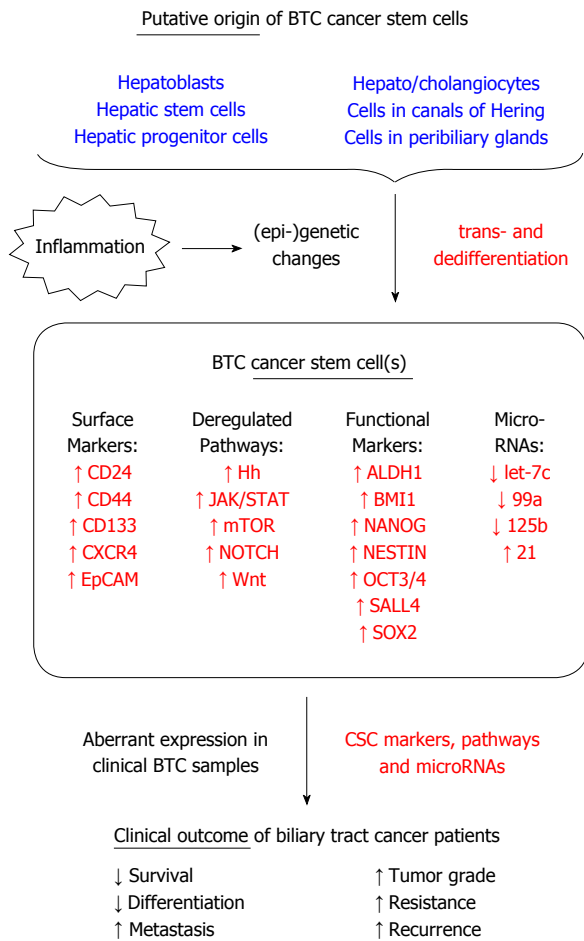 Putative origin of BTC cancer stem cells
Hepatoblasts
Hepatic stem cells
Hepatic progenitor cells
Hepato/cholangiocytes
Cells in canals of Hering
Cells in peribiliary glands
Inflammation
(epi-)genetic
changes
trans- and
dedifferentiation
BTC cancer stem cell(s)
Surface
Markers:
↑ CD24
↑ CD44
↑ CD133
↑ CXCR4
↑ EpCAM
Deregulated
Pathways:
↑ Hh
↑ JAK/STAT
↑ mTOR
↑ NOTCH
↑ Wnt
Functional
Markers:
↑ ALDH1
↑ BMI1
↑ NANOG
↑ NESTIN
↑ OCT3/4
↑ SALL4
↑ SOX2
Micro-
RNAs:
↓ let-7c
↓ 99a
↓ 125b
↑ 21
Aberrant expression in
clinical BTC samples
CSC markers, pathways
and microRNAs
Clinical outcome of biliary tract cancer patients
↓ Survival
↓ Differentiation
↑ Metastasis
↑ Tumor grade
↑ Resistance
↑ Recurrence